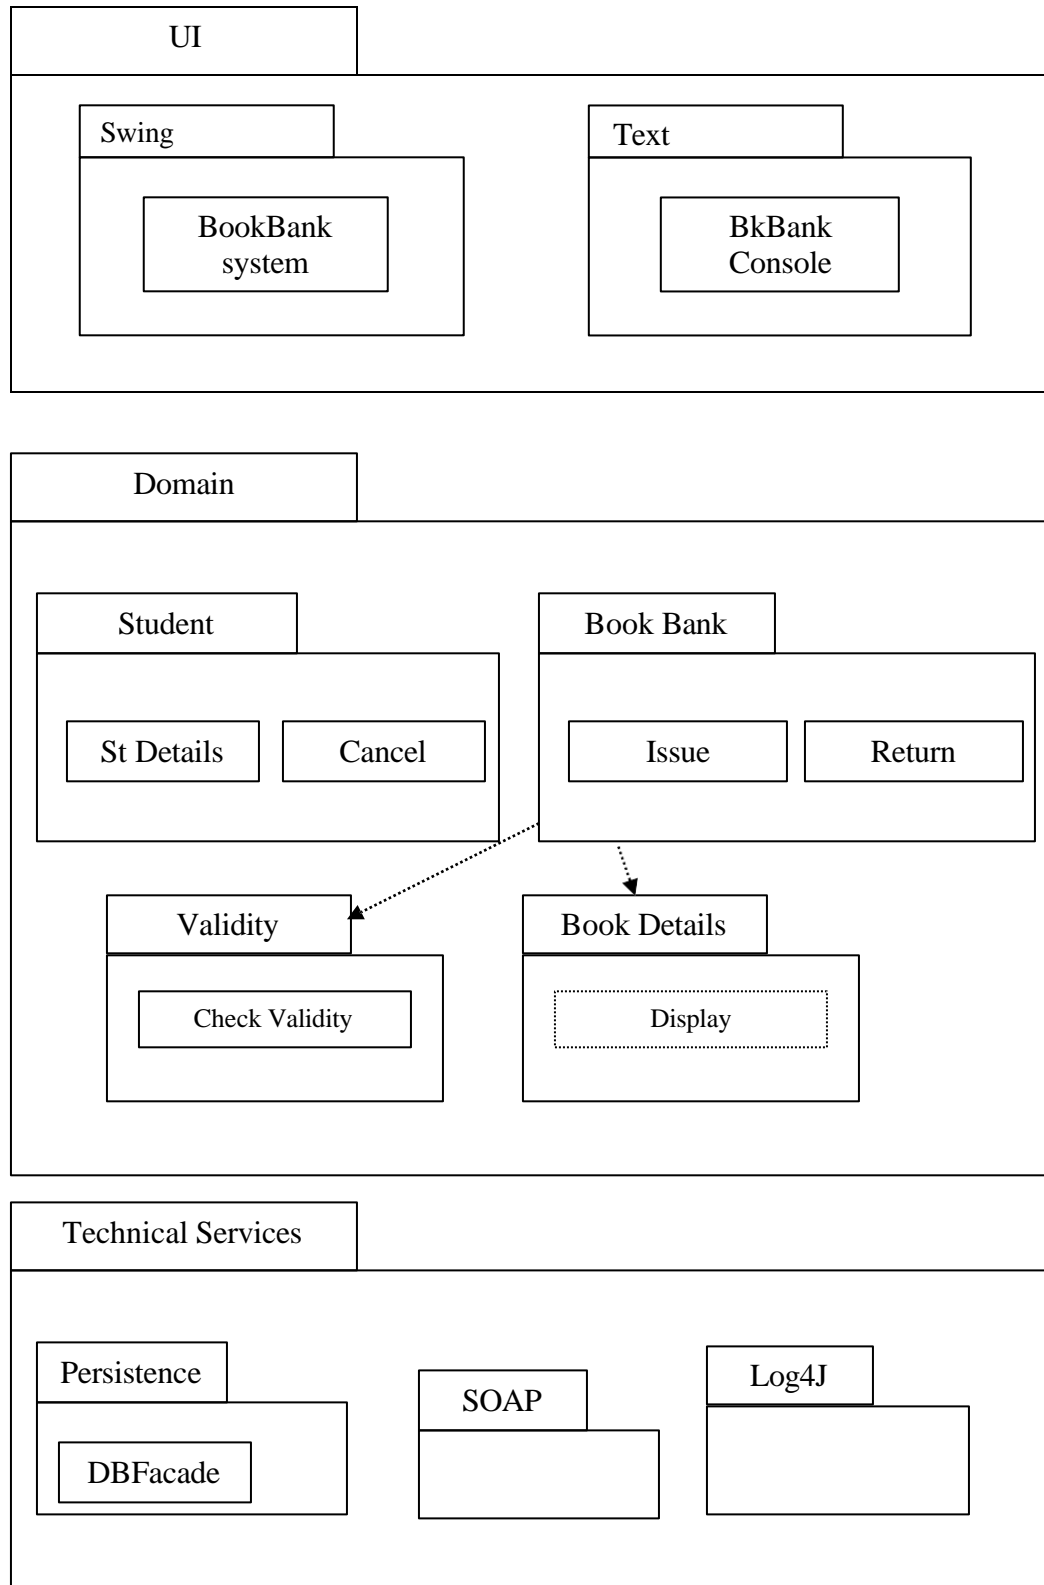 UI
Swing
Text
BookBank
system
BkBank
Console
Domain
Student
Book Bank
St Details
Cancel
Issue
Return
Validity
Book Details
Check Validity
Display
Technical Services
Persistence
SOAP
Log4J
DBFacade